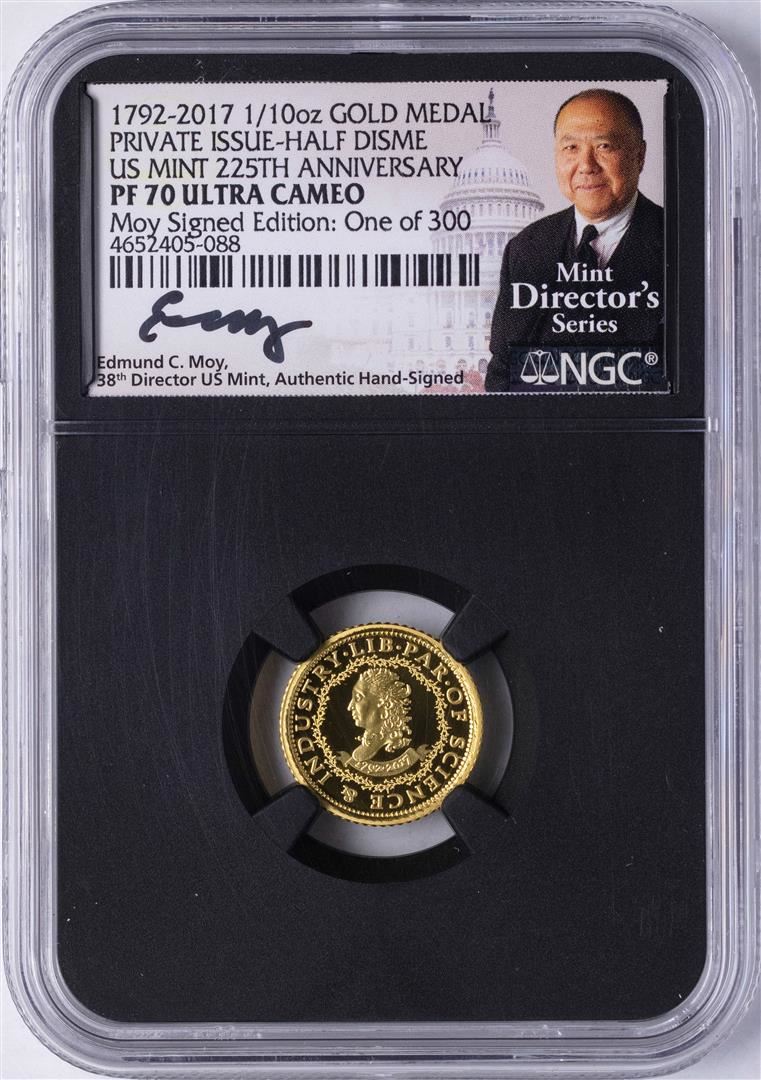 1792-2017 1/10oz GOLD MEDAL
PRIVATE ISSUE-HALF DISME
US MINT 225TH ANNIVERSARY
PF 70 ULTRA CAMEO
Moy Signed Edition: One of 300
4652405-088
Edmund C. Moy,
38th Director US Mint, Authentic Hand-Signed
Mint
Director's
Series
NGC®
LIB·PAR·OF·SCIENCE & INDUSTRY·
1792·2017